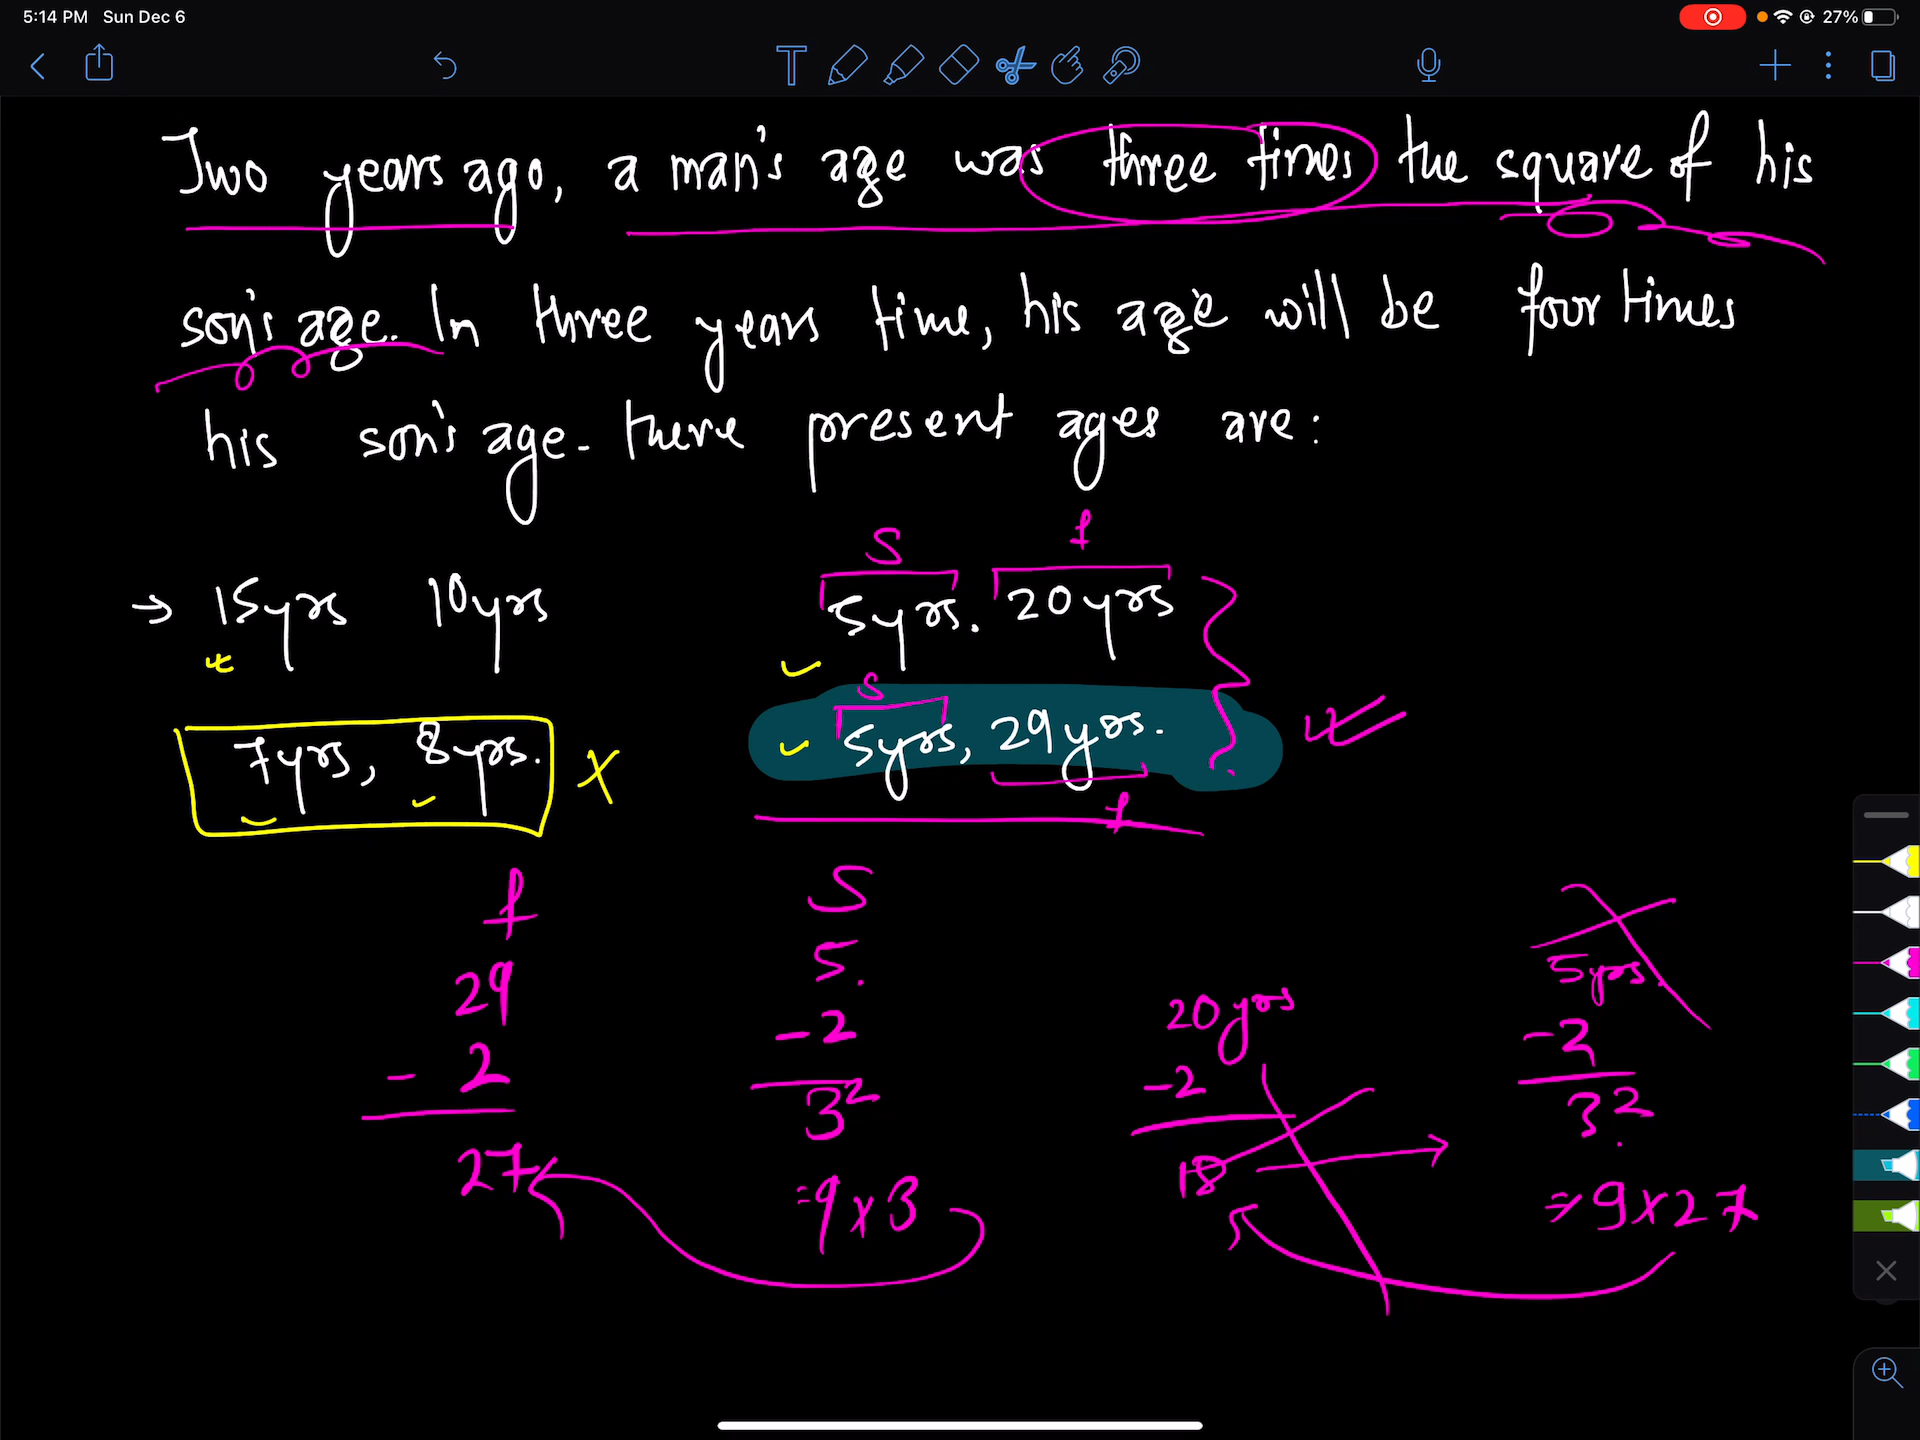 5:14 PM Sun Dec 6
27%
Two years ago, a man's age was three times the square of his
son's age. In three years time, his age will be four times
his son's age. there present ages are:
S f
→ 15yrs 10yrs 5yrs. 20yrs
S
7yrs, 8yrs. X 5yrs, 29yrs.
f
f S
29 5. 20yrs 5yrs.
- 2 -2 -2 -2
27 3² 18 3²
=9x3 ⇒ 9x27